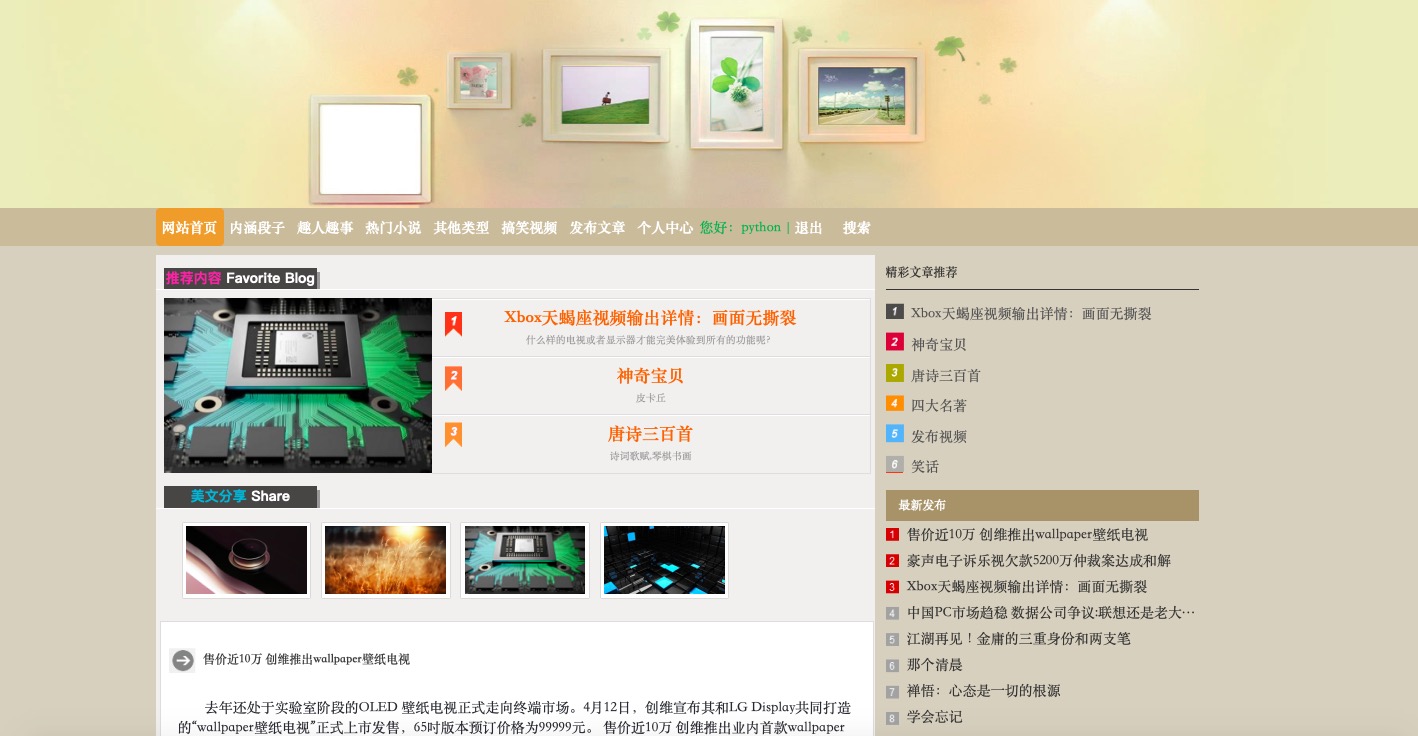 网站首页 内涵段子 趣人趣事 热门小说 其他类型 搞笑视频 发布文章 个人中心 您好：python | 退出 搜索
推荐内容 Favorite Blog
1 Xbox天蝎座视频输出详情：画面无撕裂
什么样的电视或者显示器才能完美体验到所有的功能呢?
2 神奇宝贝
皮卡丘
3 唐诗三百首
诗词歌赋,琴棋书画
美文分享 Share
售价近10万 创维推出wallpaper壁纸电视
去年还处于实验室阶段的OLED 壁纸电视正式走向终端市场。4月12日，创维宣布其和LG Display共同打造
的“wallpaper壁纸电视”正式上市发售，65吋版本预订价格为99999元。 售价近10万 创维推出业内首款wallpaper
精彩文章推荐
1 Xbox天蝎座视频输出详情：画面无撕裂
2 神奇宝贝
3 唐诗三百首
4 四大名著
5 发布视频
6 笑话
最新发布
1 售价近10万 创维推出wallpaper壁纸电视
2 豪声电子诉乐视欠款5200万仲裁案达成和解
3 Xbox天蝎座视频输出详情：画面无撕裂
4 中国PC市场趋稳 数据公司争议:联想还是老大…
5 江湖再见！金庸的三重身份和两支笔
6 那个清晨
7 禅悟：心态是一切的根源
8 学会忘记